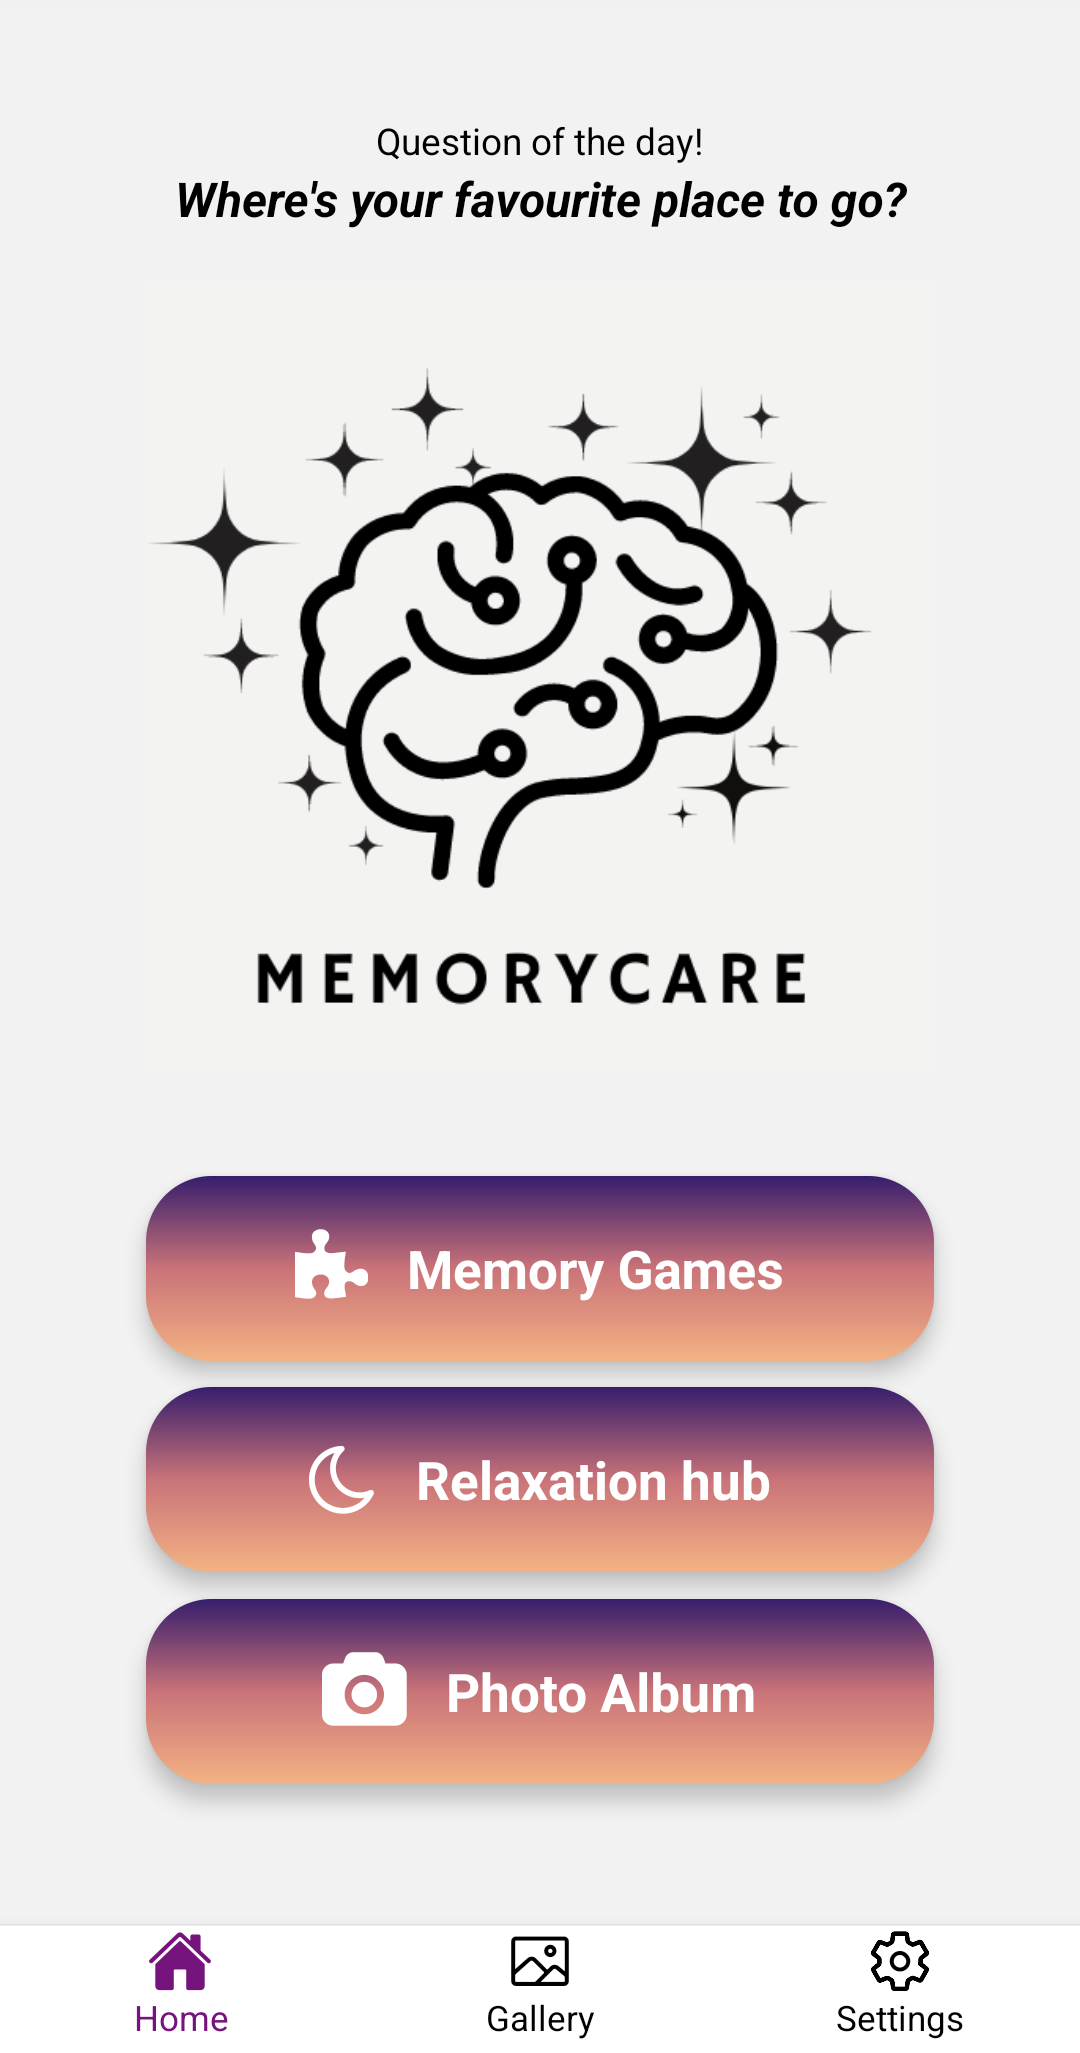 Question of the day!
Where's your favourite place to go?
MEMORYCARE
Memory Games
Relaxation hub
Photo Album
Home
Gallery
Settings